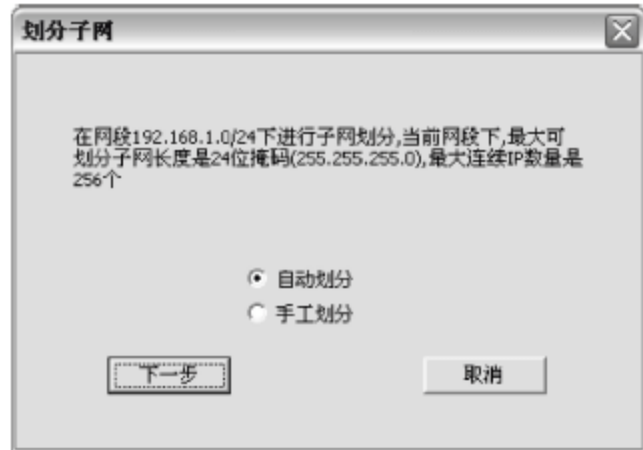 划分子网
在网段192.168.1.0/24下进行子网划分,当前网段下,最大可
划分子网长度是24位掩码(255.255.255.0),最大连续IP数量是
256个
自动划分
手工划分
下一步
取消